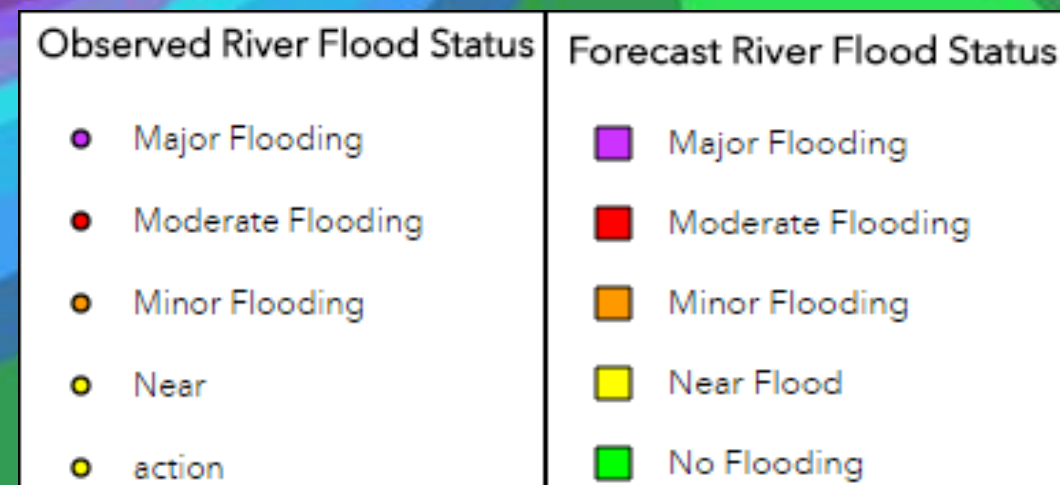 Observed River Flood Status
Major Flooding
Moderate Flooding
Minor Flooding
Near
action
Forecast River Flood Status
Major Flooding
Moderate Flooding
Minor Flooding
Near Flood
No Flooding